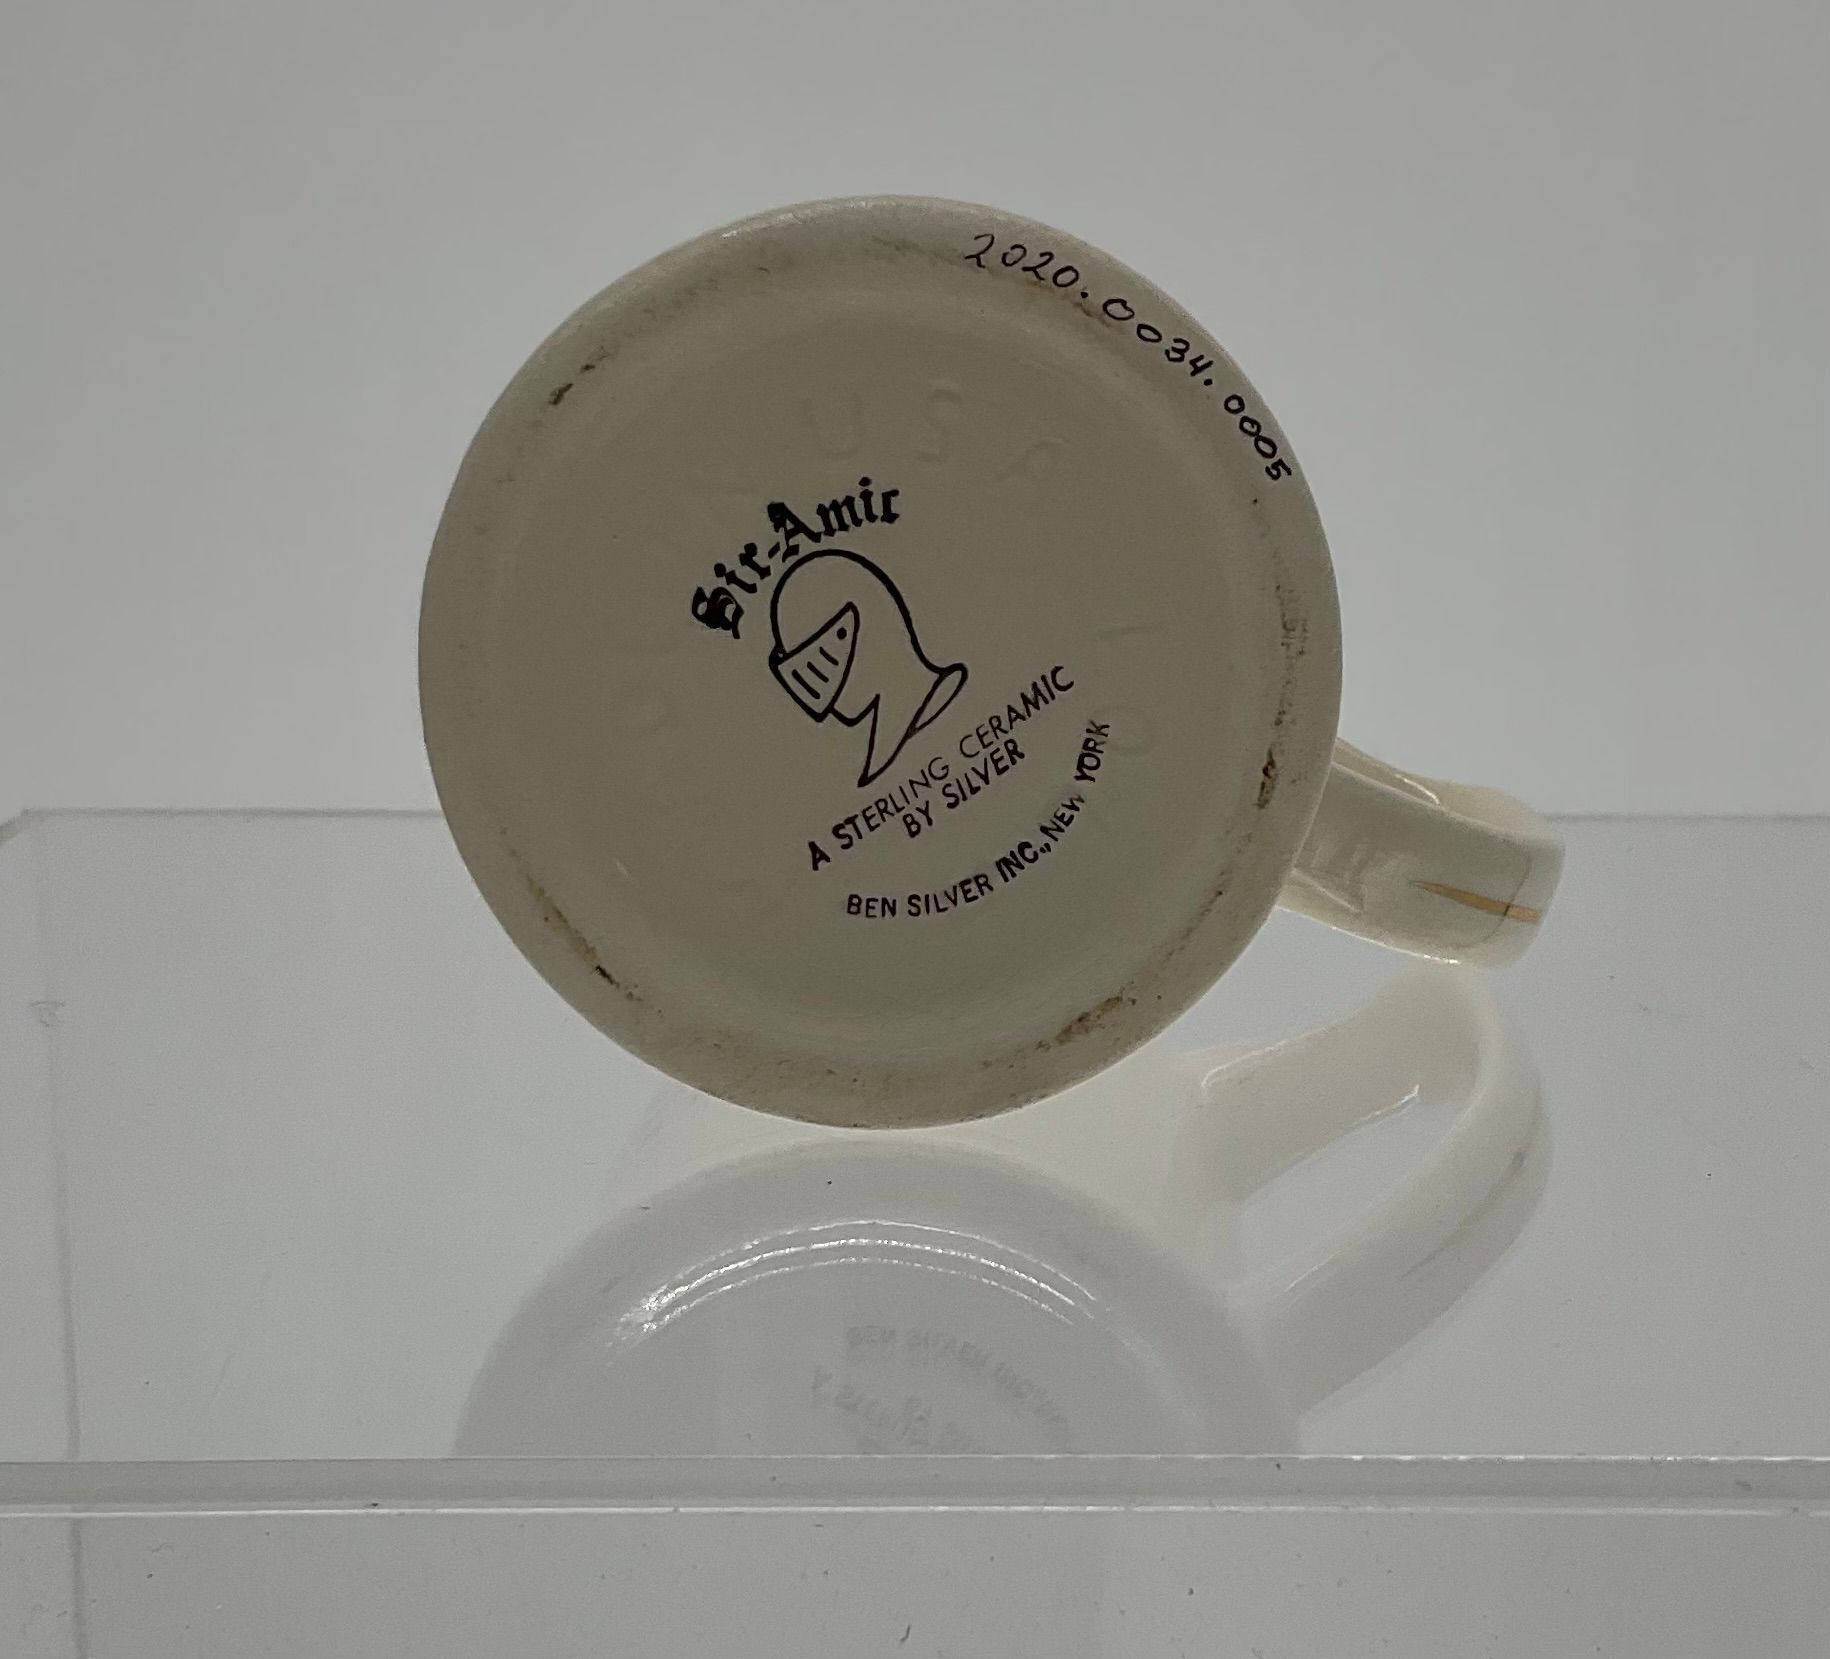 2020.0034.0005
USA
Sir-Amic
A STERLING CERAMIC
BY SILVER
BEN SILVER INC., NEW YORK